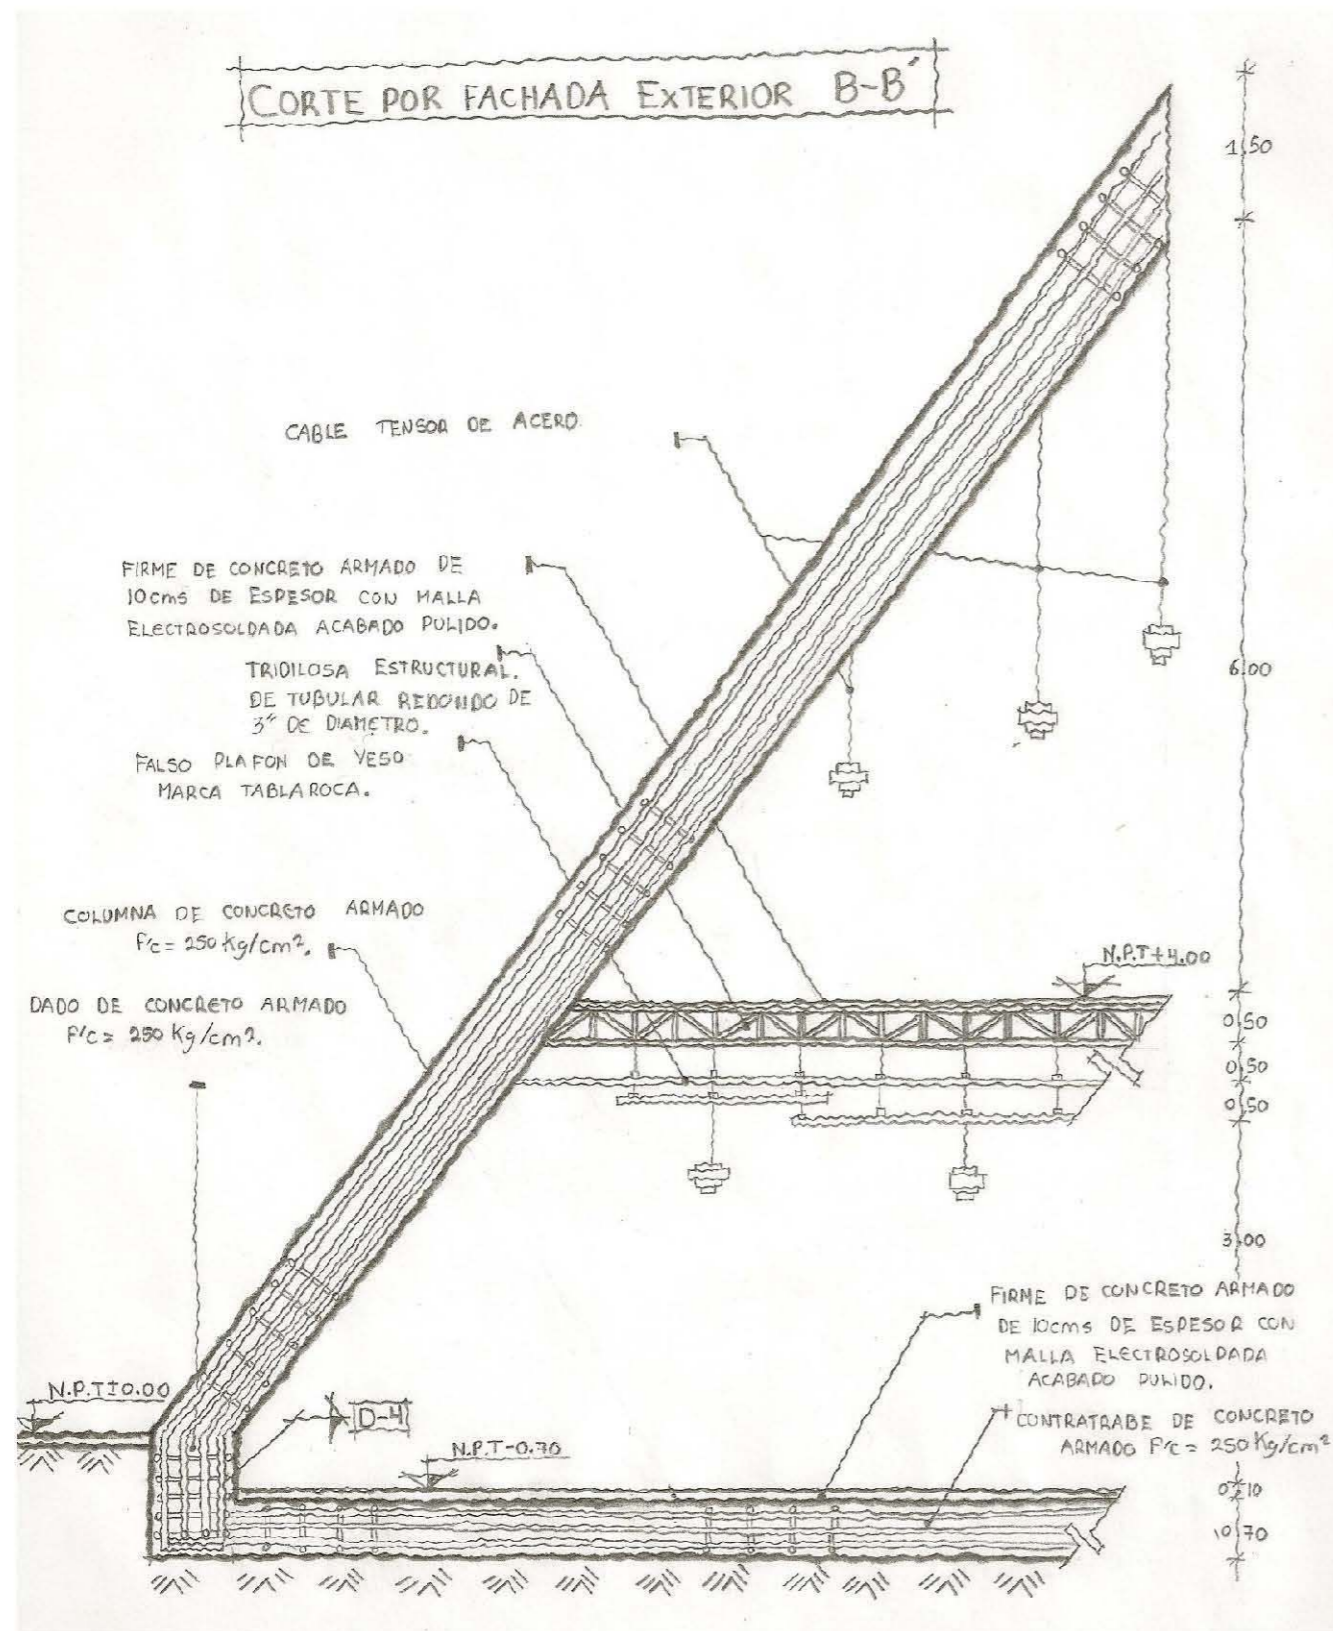 CORTE POR FACHADA EXTERIOR B-B'
1.50
CABLE TENSOR DE ACERO.
FIRME DE CONCRETO ARMADO DE
10cms DE ESPESOR CON MALLA
ELECTROSOLDADA ACABADO PULIDO.
TRIDILOSA ESTRUCTURAL.
DE TUBULAR REDONDO DE
3" DE DIAMETRO.
FALSO PLAFON DE YESO
MARCA TABLAROCA.
6.00
COLUMNA DE CONCRETO ARMADO
F'c = 250 Kg/cm².
DADO DE CONCRETO ARMADO
F'c = 250 Kg/cm².
N.P.T+4.00
0.50
0.50
0.50
3.00
FIRME DE CONCRETO ARMADO
DE 10cms DE ESPESOR CON
MALLA ELECTROSOLDADA
ACABADO PULIDO.
N.P.T±0.00
D-4
CONTRATRABE DE CONCRETO
ARMADO F'c = 250 Kg/cm²
N.P.T-0.70
0.10
0.70